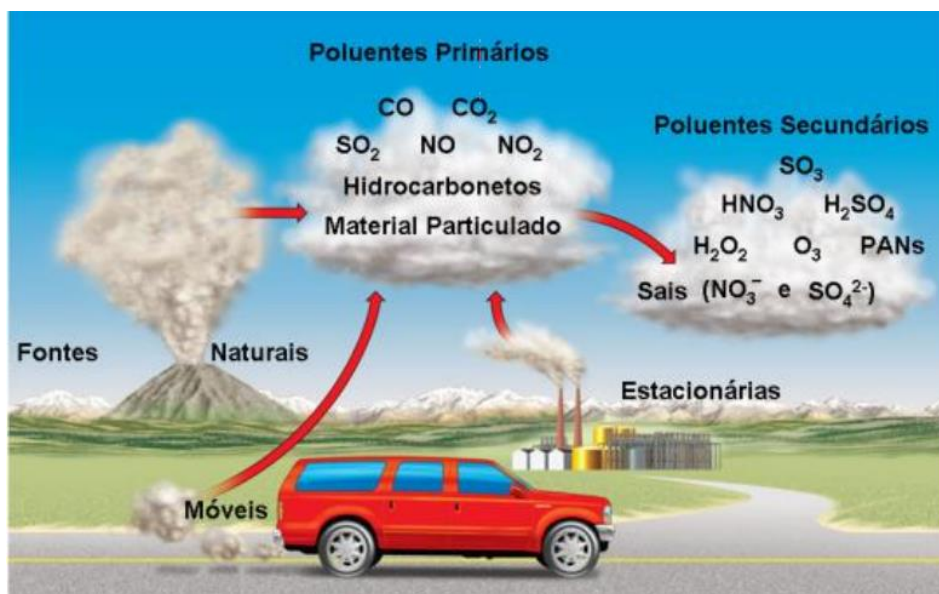 Poluentes Primários
CO CO₂
SO₂ NO NO₂
Hidrocarbonetos
Material Particulado
Poluentes Secundários
SO₃
HNO₃ H₂SO₄
H₂O₂ O₃ PANs
Sais (NO₃⁻ e SO₄²⁻)
Fontes Naturais
Estacionárias
Móveis